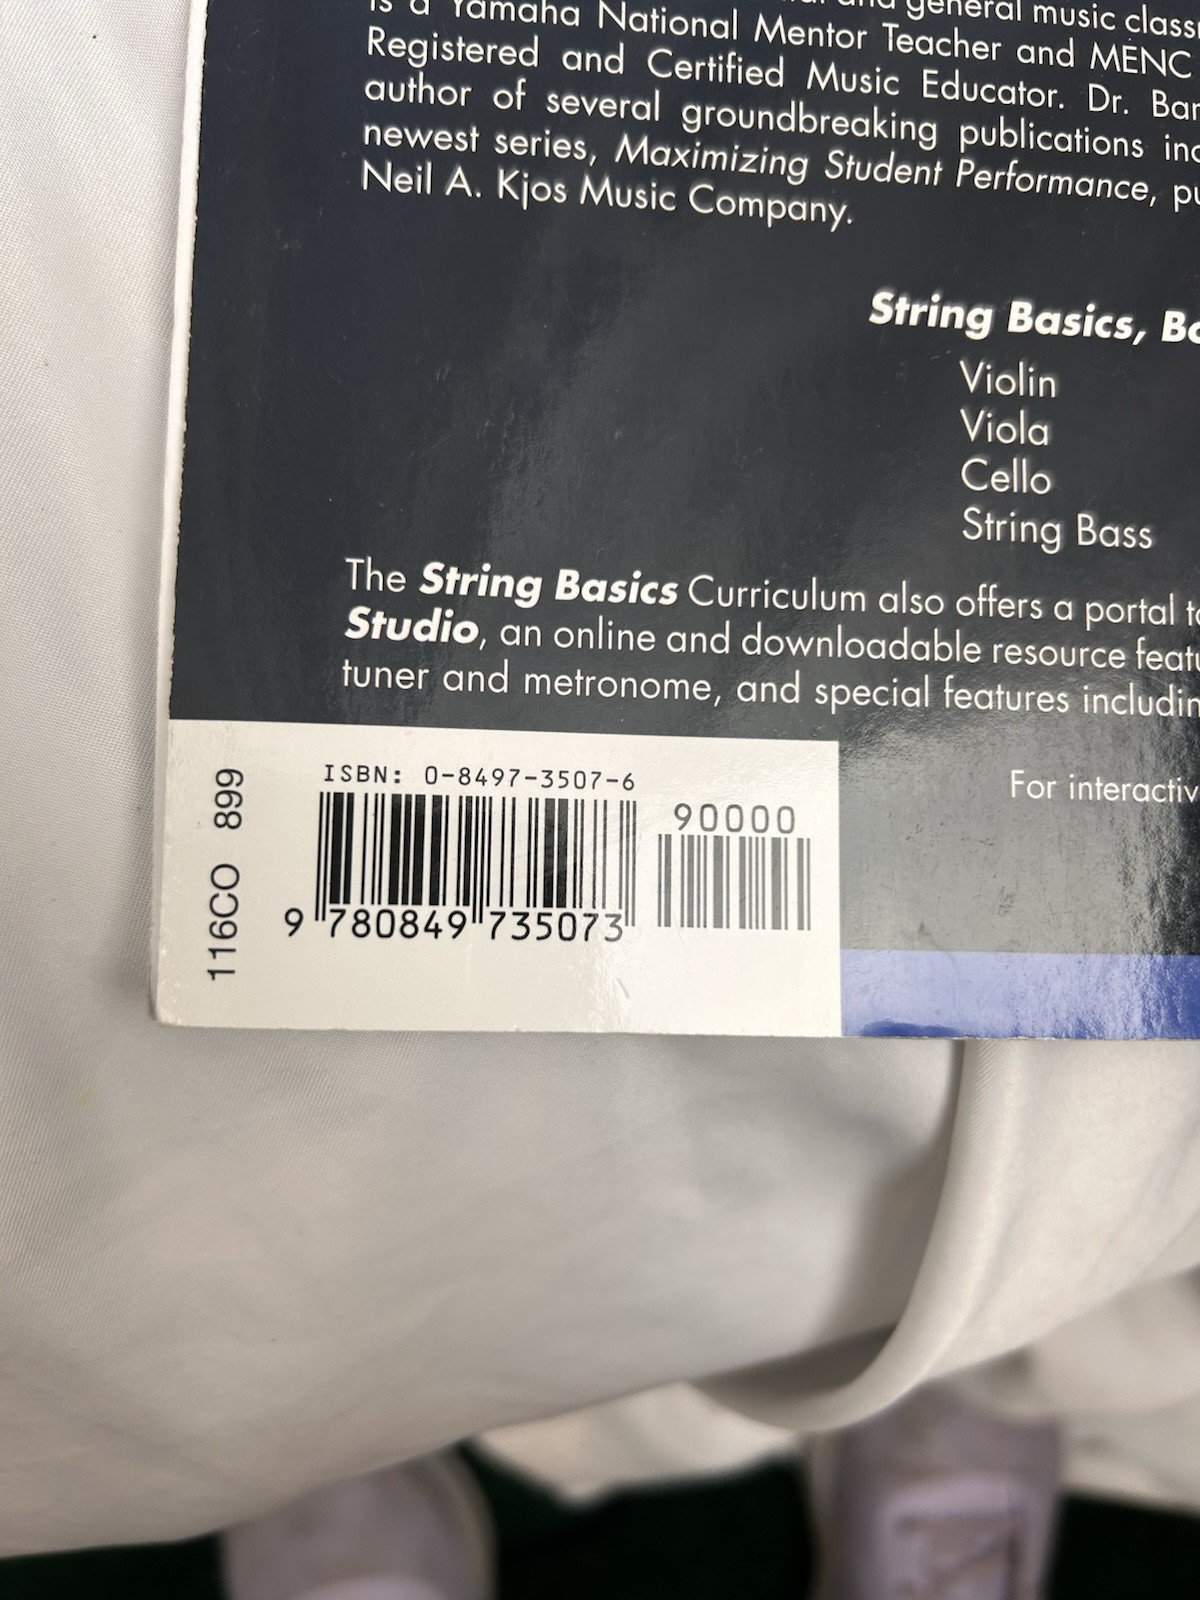 is a Yamaha National Mentor Teacher and MENC
general music
Registered and Certified Music Educator. Dr.
author of several groundbreaking publications
newest series, Maximizing Student Performance,
Neil A. Kjos Music Company.
String Basics,
Violin
Viola
Cello
String Bass
The String Basics Curriculum also offers a portal
Studio, an online and downloadable resource
tuner and metronome, and special features
For
116CO 899
ISBN: 0-8497-3507-6
90000
9 780849 735073